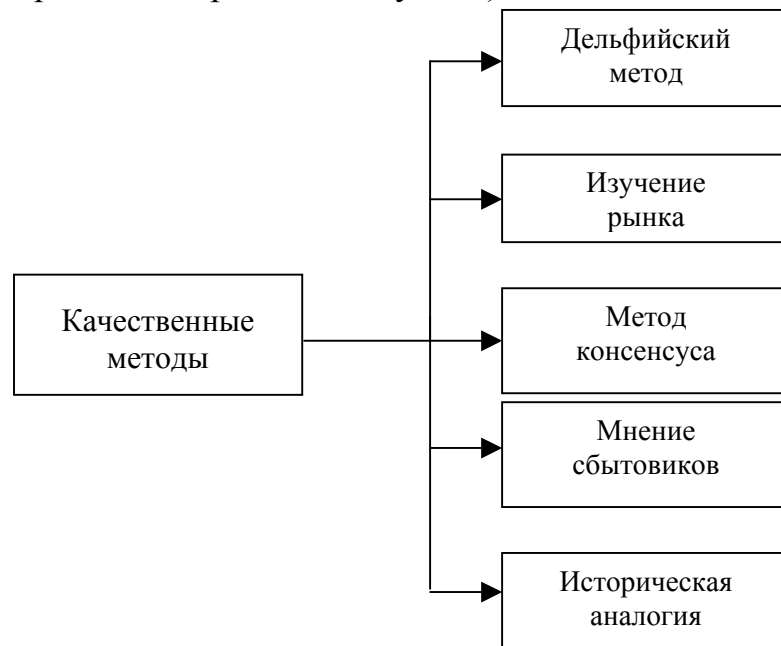 Дельфийский
метод
Изучение
рынка
Качественные
методы
Метод
консенсуса
Мнение
сбытовиков
Историческая
аналогия